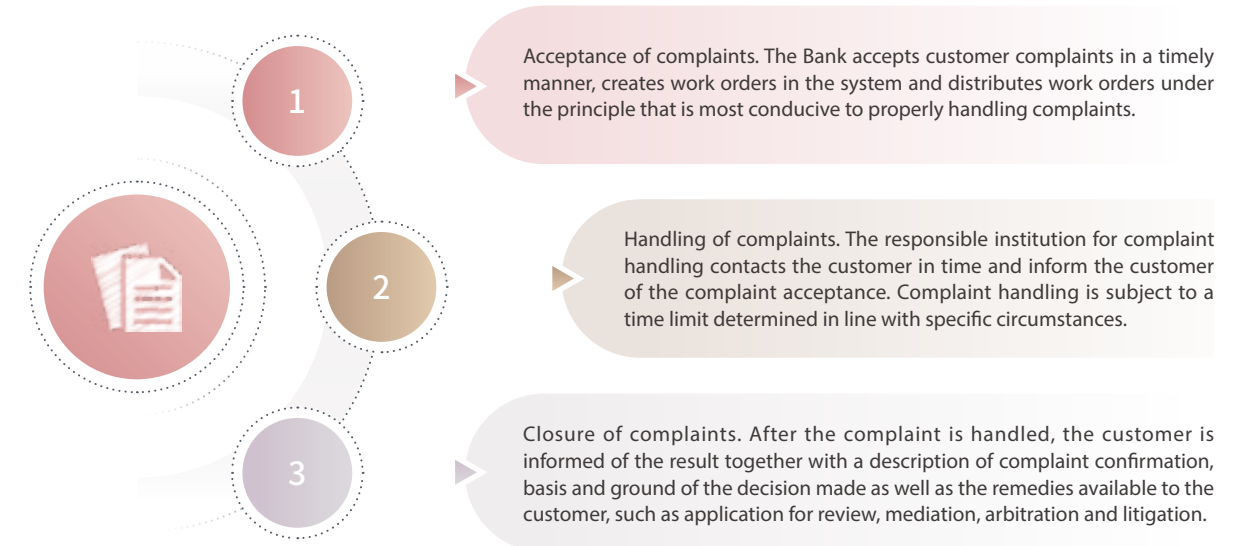 1
Acceptance of complaints. The Bank accepts customer complaints in a timely
manner, creates work orders in the system and distributes work orders under
the principle that is most conducive to properly handling complaints.
2
Handling of complaints. The responsible institution for complaint
handling contacts the customer in time and inform the customer
of the complaint acceptance. Complaint handling is subject to a
time limit determined in line with specific circumstances.
3
Closure of complaints. After the complaint is handled, the customer is
informed of the result together with a description of complaint confirmation,
basis and ground of the decision made as well as the remedies available to the
customer, such as application for review, mediation, arbitration and litigation.